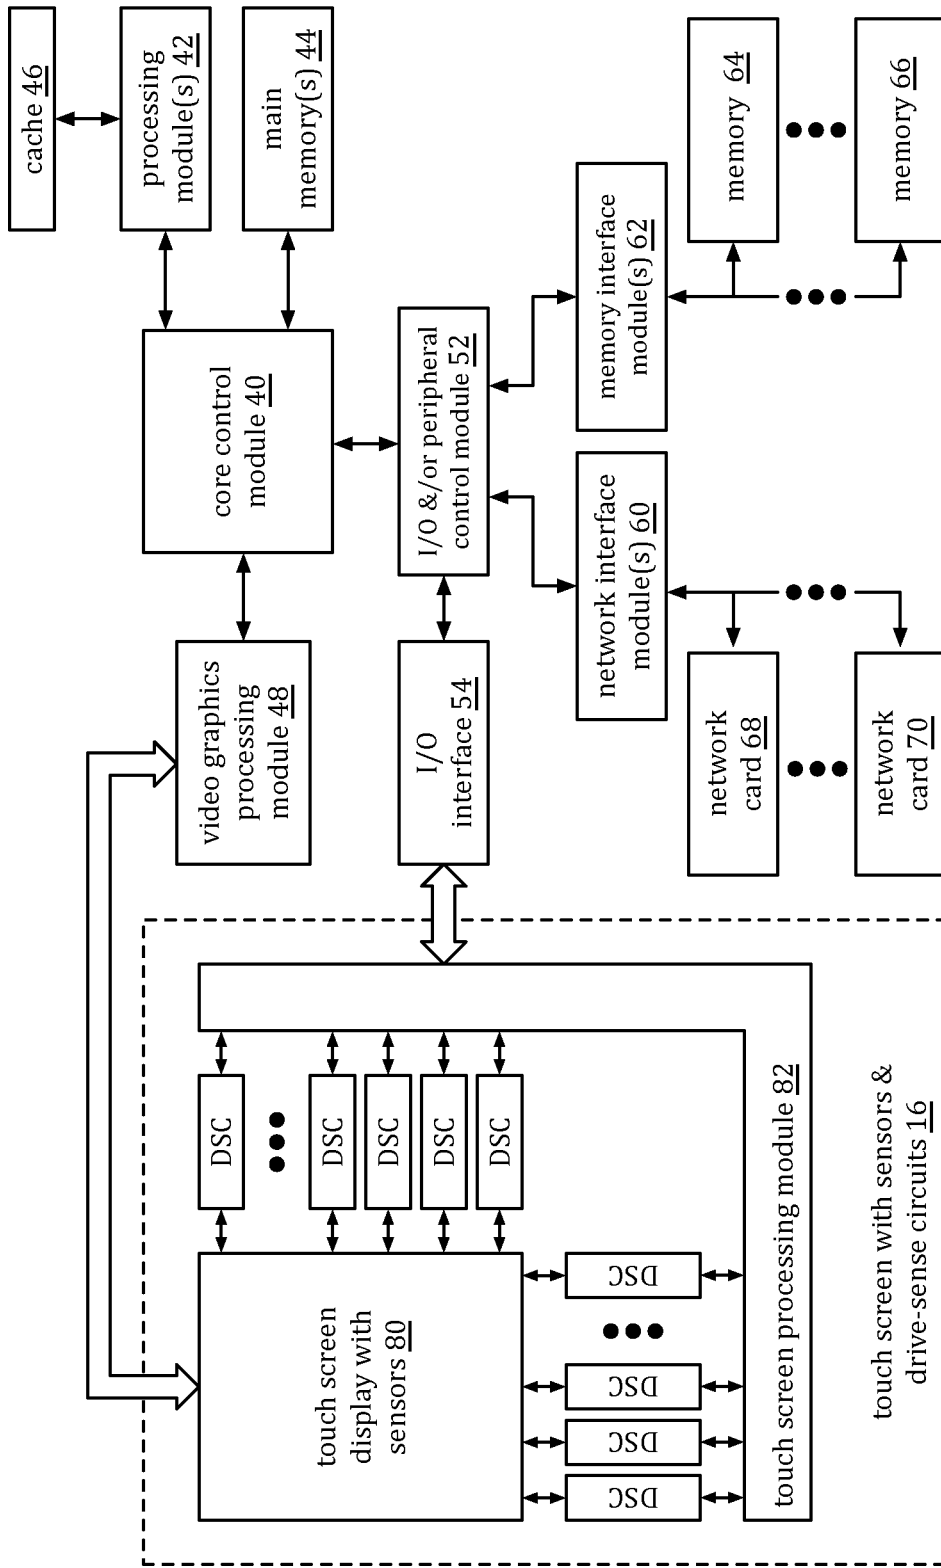 cache 46
processing
module(s) 42
main
memory(s) 44
core control
module 40
video graphics
processing
module 48
I/O &/or peripheral
control module 52
I/O
interface 54
memory interface
module(s) 62
network interface
module(s) 60
memory 64
memory 66
network
card 68
network
card 70
touch screen
display with
sensors 80
DSC
DSC
DSC
DSC
DSC
DSC
DSC
DSC
DSC
touch screen processing module 82
touch screen with sensors &
drive-sense circuits 16